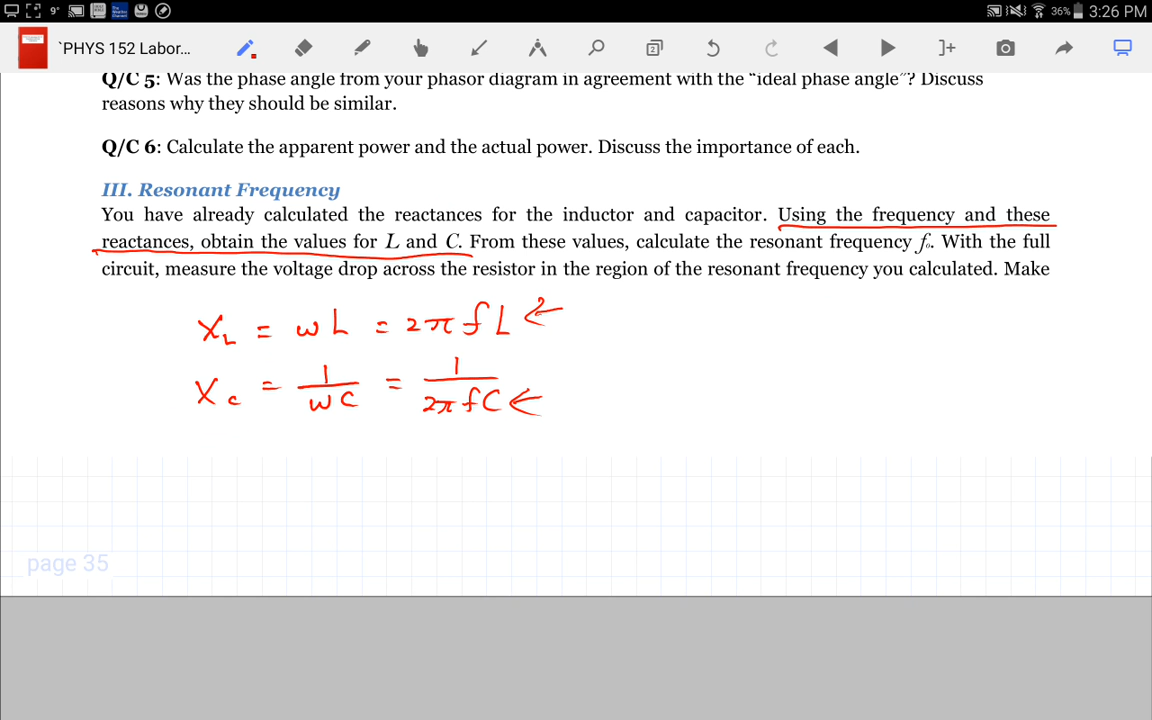 9° 36% 3:26 PM
`PHYS 152 Labor...
Q/C 5: Was the phase angle from your phasor diagram in agreement with the “ideal phase angle”? Discuss
reasons why they should be similar.
Q/C 6: Calculate the apparent power and the actual power. Discuss the importance of each.
III. Resonant Frequency
You have already calculated the reactances for the inductor and capacitor. Using the frequency and these
reactances, obtain the values for L and C. From these values, calculate the resonant frequency f₀. With the full
circuit, measure the voltage drop across the resistor in the region of the resonant frequency you calculated. Make
X_L = ωL = 2π f L ←
X_C = 1/ωC = 1/2πfC ←
page 35